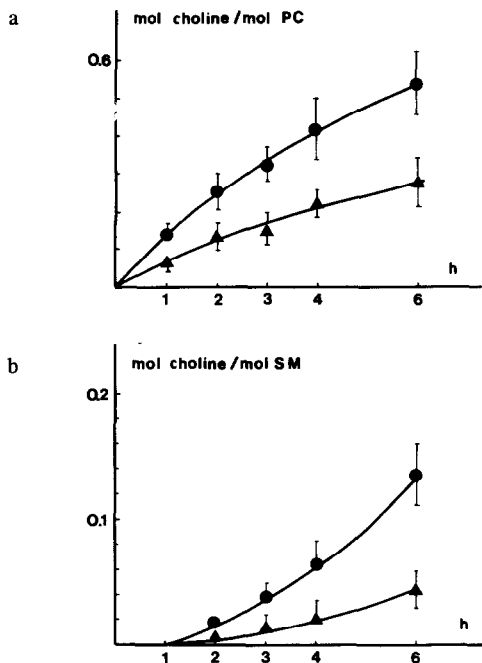 a
mol choline/mol PC
0.6
h
1 2 3 4 6
b
mol choline/mol SM
0.2
0.1
h
1 2 3 4 6